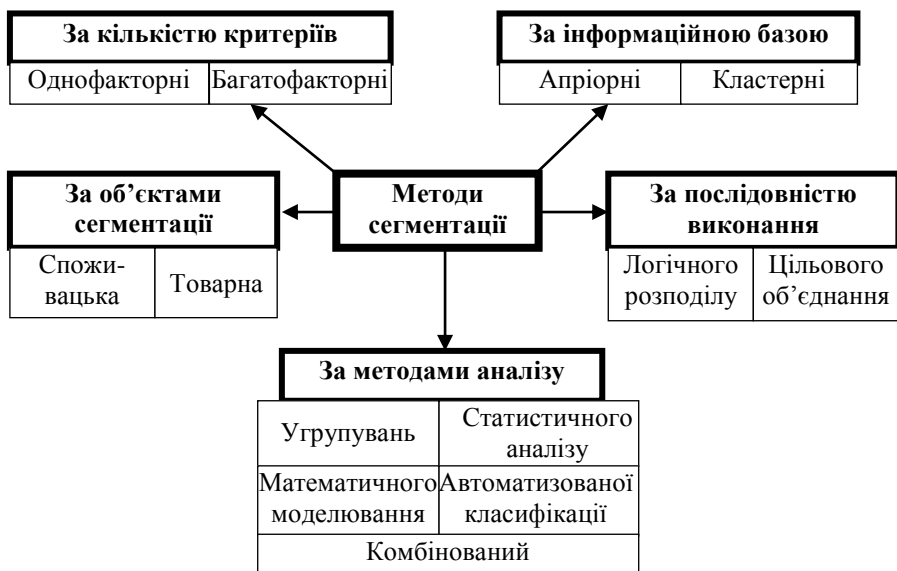 За кількістю критеріїв
Однофакторні Багатофакторні
За інформаційною базою
Апріорні Кластерні
За об’єктами
сегментації
Спожи-
вацька
Товарна
Методи
сегментації
За послідовністю
виконання
Логічного
розподілу
Цільового
об’єднання
За методами аналізу
Угрупувань
Статистичного
аналізу
Математичного
моделювання
Автоматизованої
класифікації
Комбінований